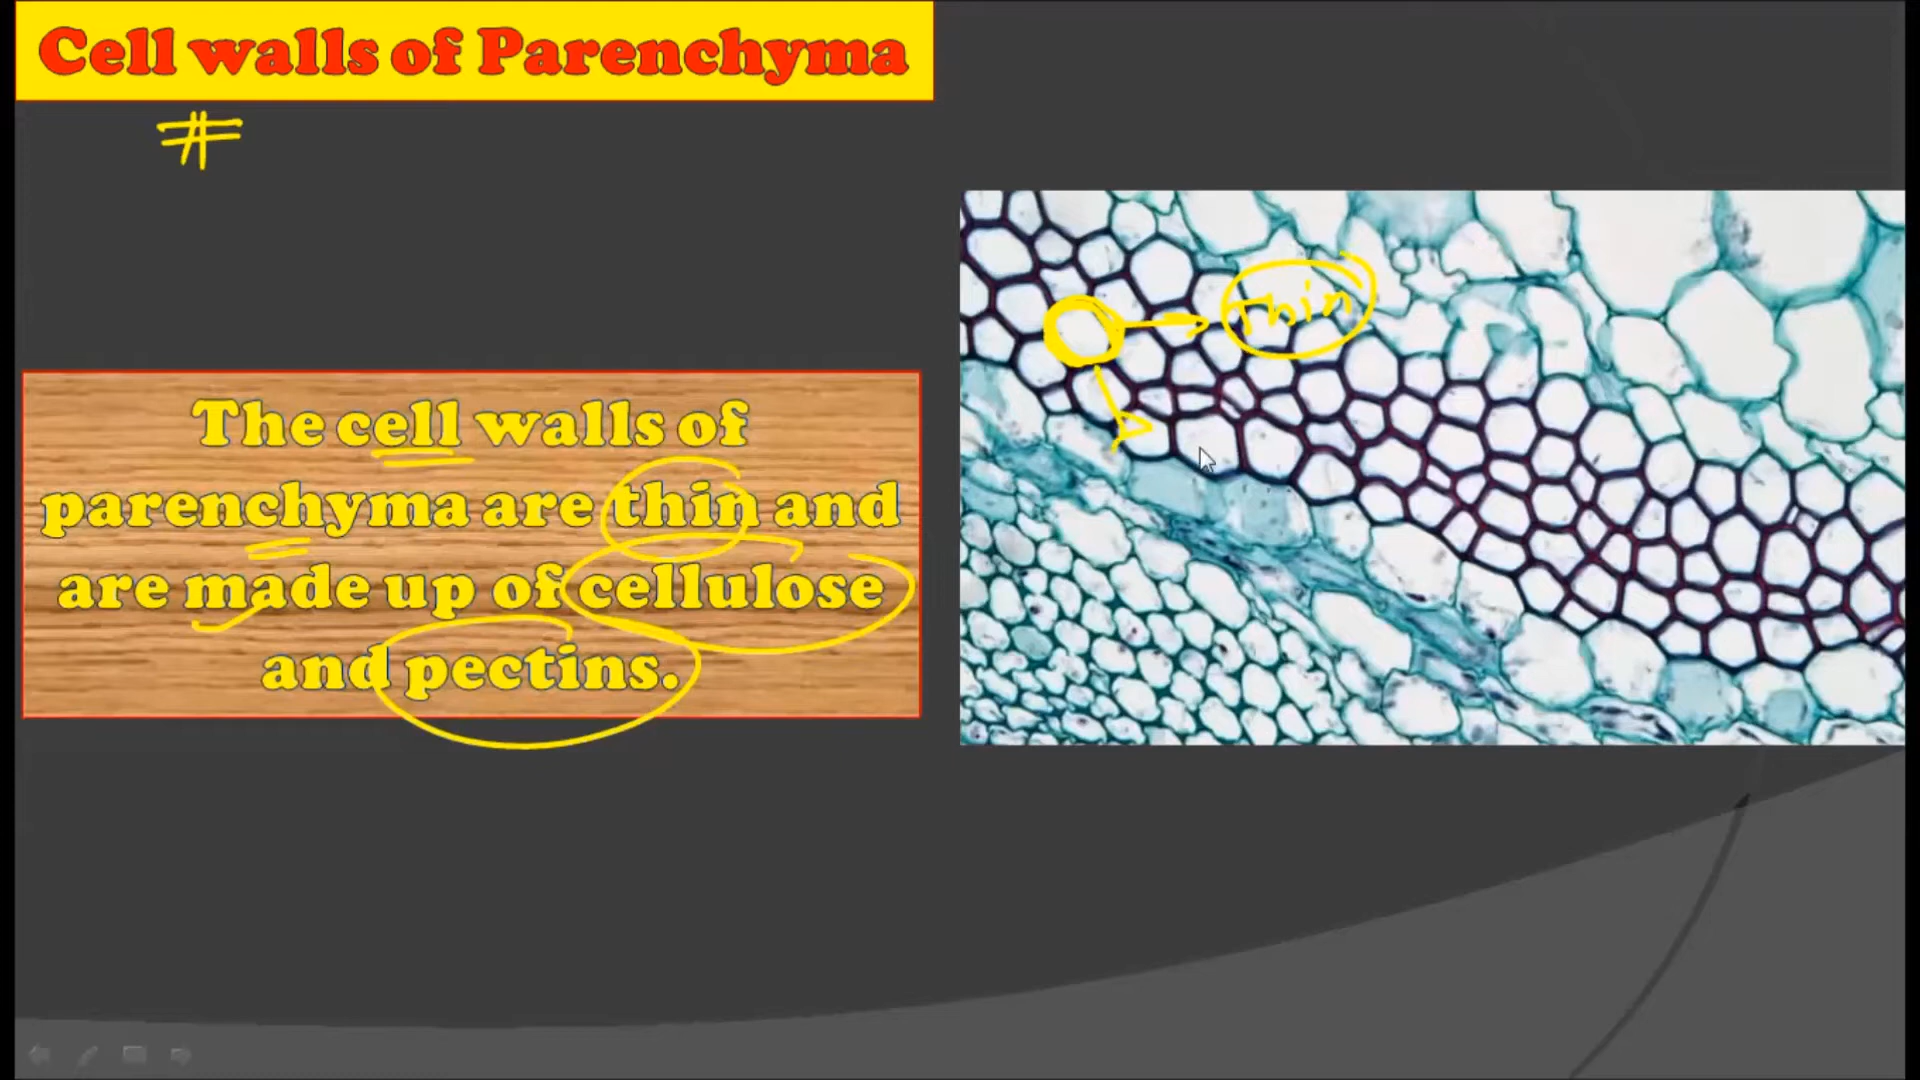 Cell walls of Parenchyma
#
Thin
The cell walls of
parenchyma are thin and
are made up of cellulose
and pectins.